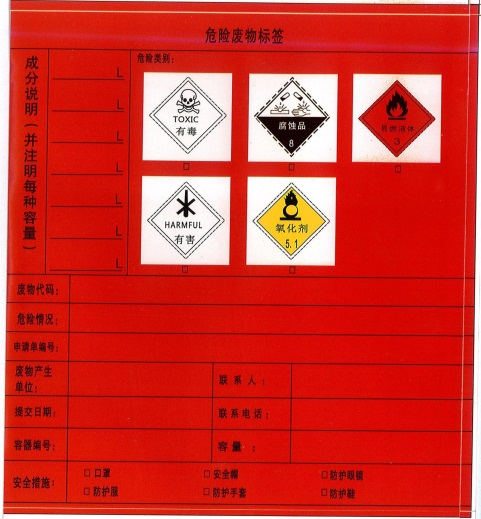 危险废物标签
成分说明(并注明每种容量)
L
L
L
L
L
L
L
危险类别:
TOXIC
有毒
腐蚀品
8
易燃液体
3
HARMFUL
有害
氧化剂
5.1
废物代码:
危险情况:
申请单编号:
废物产生
单位:
联系人:
提交日期:
联系电话:
容器编号:
容量:
安全措施:
□口罩 □安全帽 □防护眼镜
□防护服 □防护手套 □防护鞋